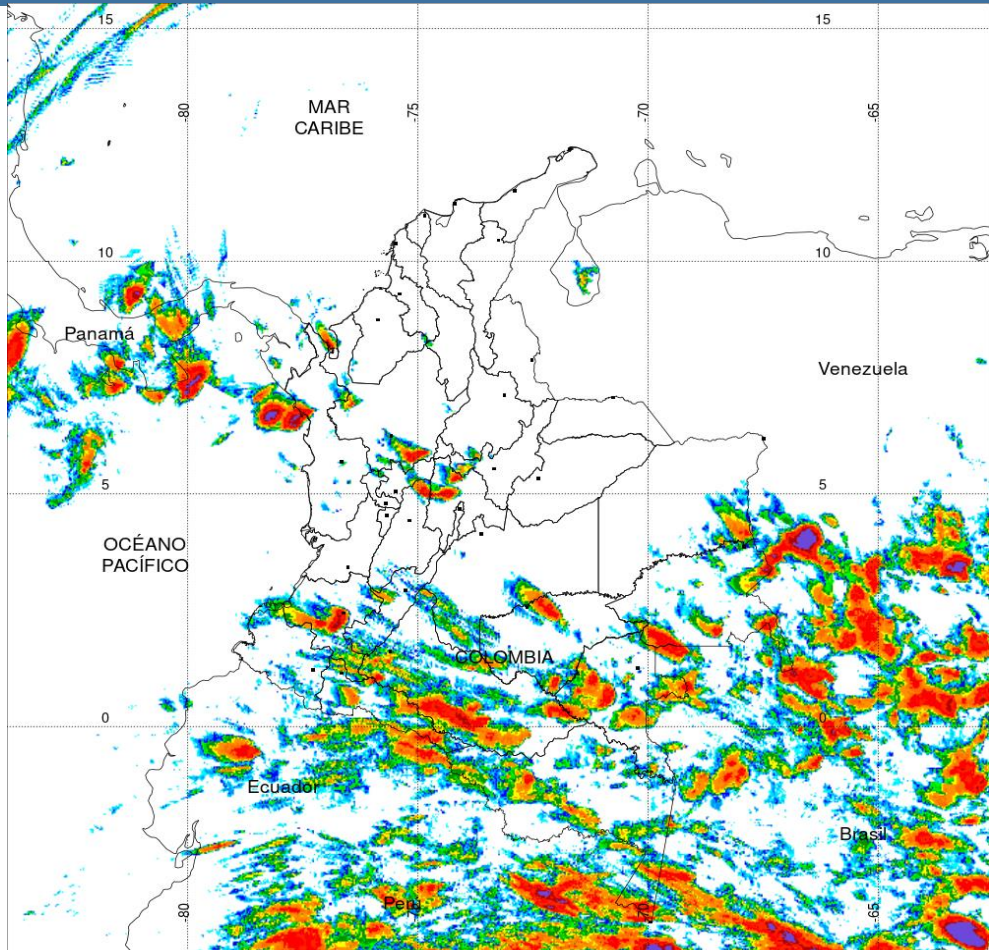 15
15
-80
-75
-70
-65
MAR
CARIBE
10
10
Panamá
Venezuela
5
5
OCÉANO
PACÍFICO
COLOMBIA
0
0
Ecuador
Brasil
Perú
-80
-65